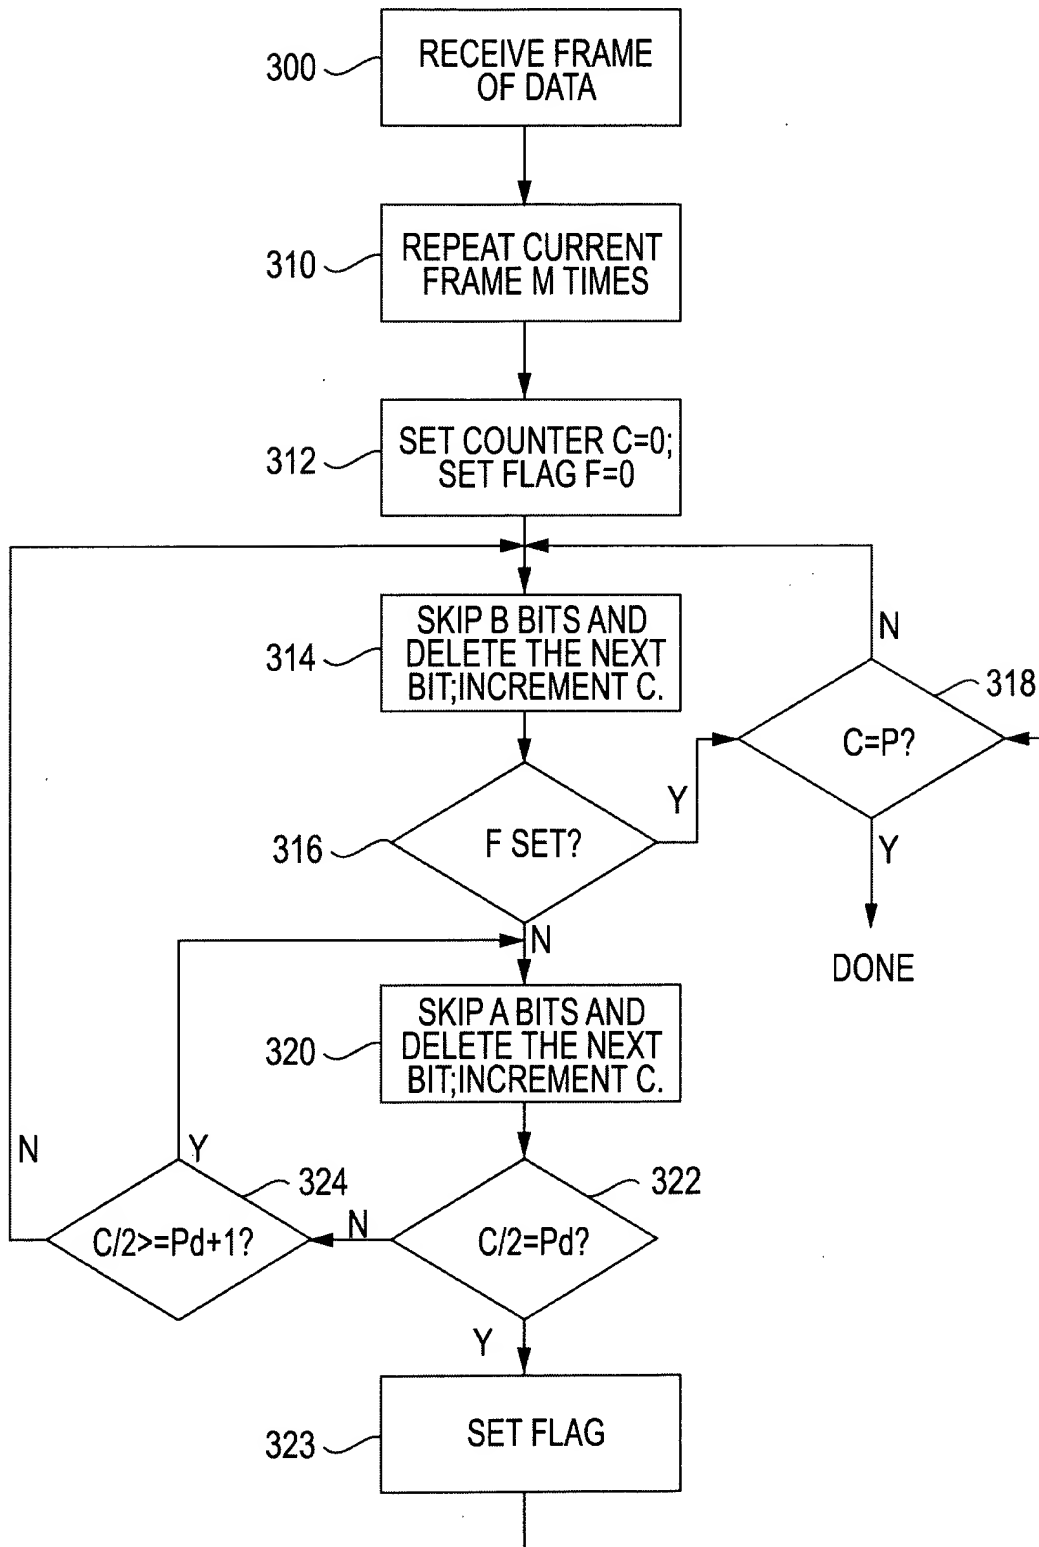 300
RECEIVE FRAME
OF DATA
310
REPEAT CURRENT
FRAME M TIMES
312
SET COUNTER C=0;
SET FLAG F=0
314
SKIP B BITS AND
DELETE THE NEXT
BIT;INCREMENT C.
N
318
C=P?
Y
316
F SET?
Y
N
DONE
320
SKIP A BITS AND
DELETE THE NEXT
BIT;INCREMENT C.
N
Y
324
C/2>=Pd+1?
N
322
C/2=Pd?
Y
323
SET FLAG